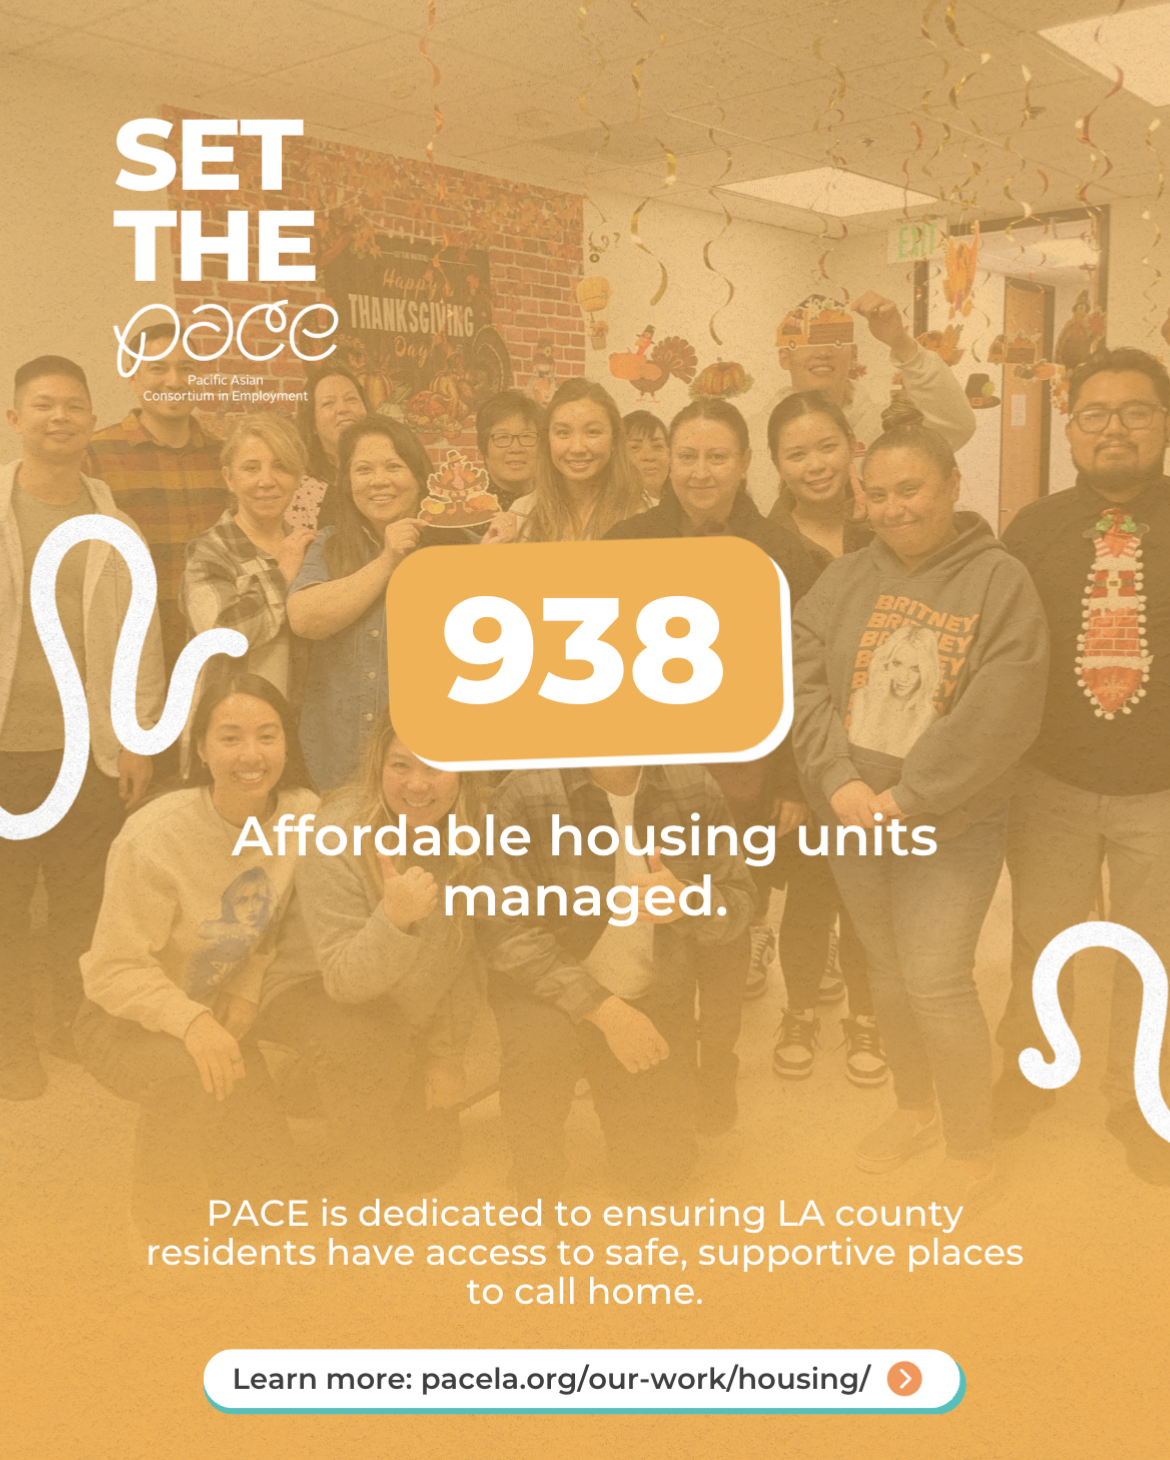 SET
THE
pace
Pacific Asian
Consortium in Employment
Happy
THANKSGIVING
Day
EXIT
BRITNEY
938
Affordable housing units
managed.
PACE is dedicated to ensuring LA county
residents have access to safe, supportive places
to call home.
Learn more: pacela.org/our-work/housing/